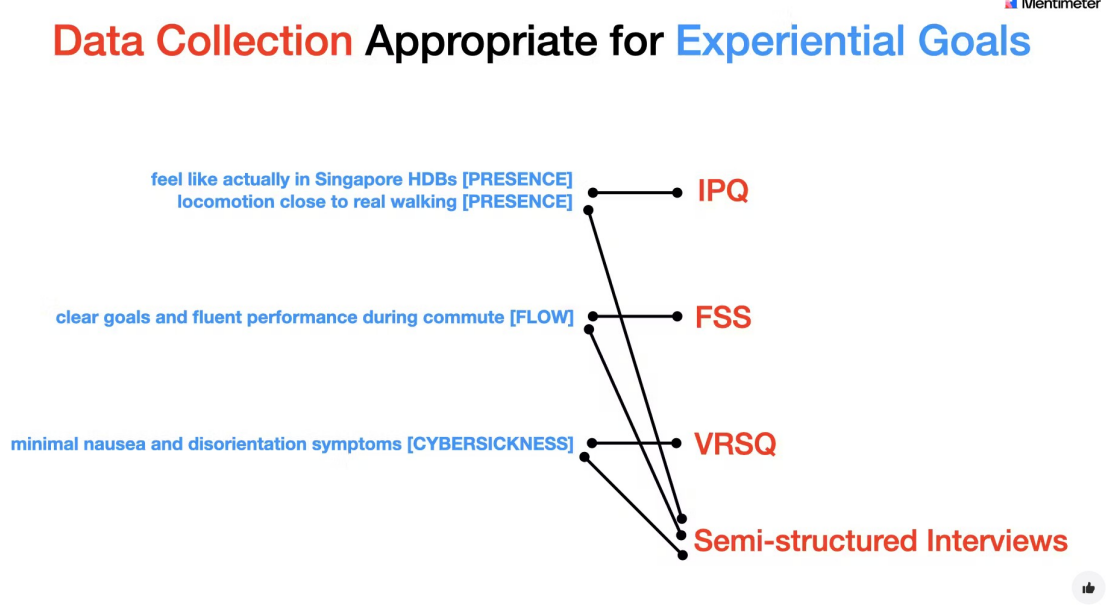 Mentimeter
Data Collection Appropriate for Experiential Goals
feel like actually in Singapore HDBs [PRESENCE]
locomotion close to real walking [PRESENCE]
IPQ
clear goals and fluent performance during commute [FLOW]
FSS
minimal nausea and disorientation symptoms [CYBERSICKNESS]
VRSQ
Semi-structured Interviews